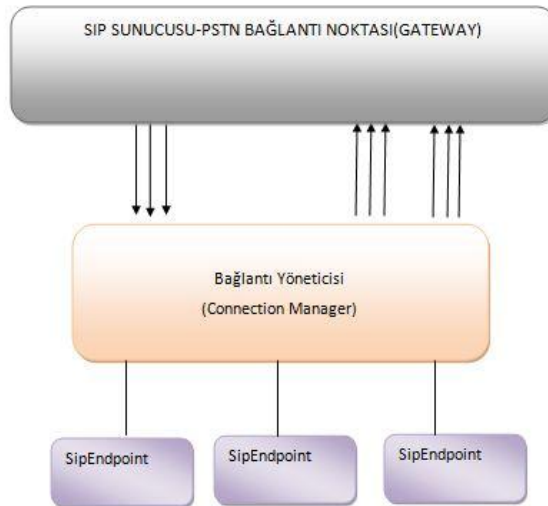 SIP SUNUCUSU-PSTN BAĞLANTI NOKTASI(GATEWAY)
Bağlantı Yöneticisi
(Connection Manager)
SipEndpoint
SipEndpoint
SipEndpoint